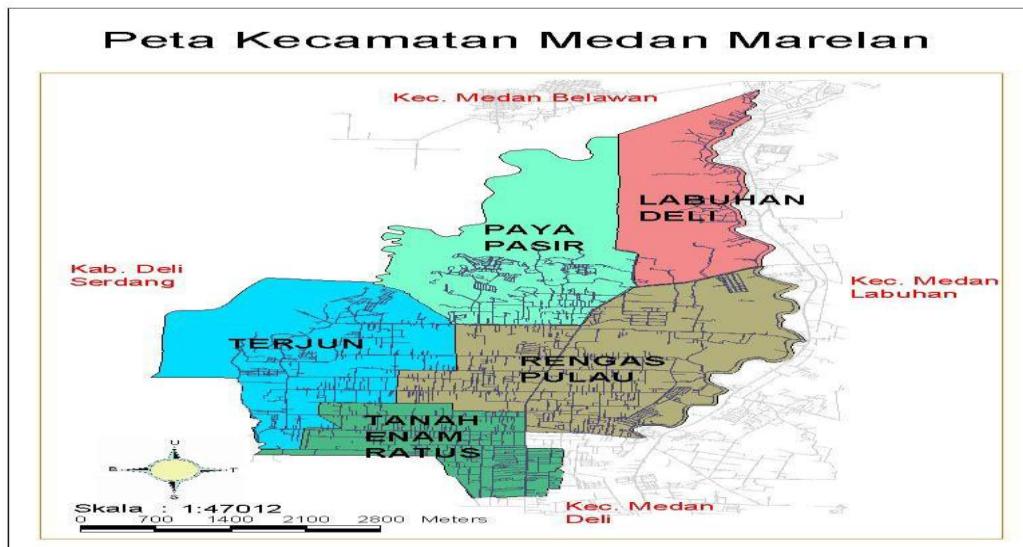 Peta Kecamatan Medan Marelan
Kec. Medan Belawan
LABUHAN
DELI
PAYA
PASIR
Kab. Deli
Serdang
Kec. Medan
Labuhan
TERJUN
RENGAS
PULAU
TANAH
ENAM
RATUS
U
B T
S
Skala : 1:47012
0 700 1400 2100 2800 Meters
Kec. Medan
Deli